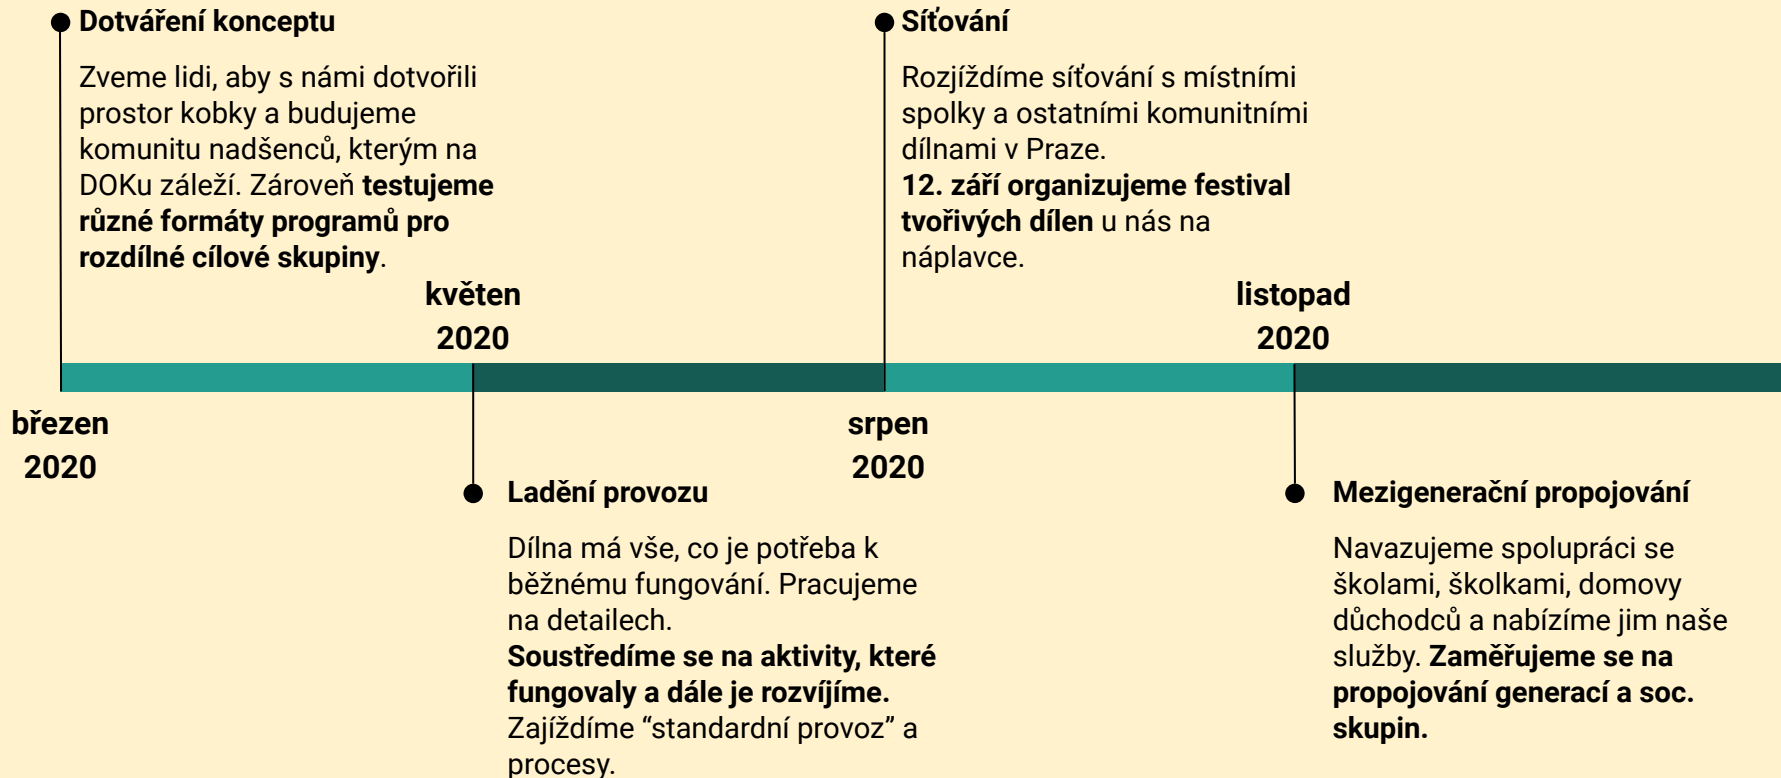 Dotváření konceptu
Zveme lidi, aby s námi dotvořili
prostor kobky a budujeme
komunitu nadšenců, kterým na
DOKu záleží. Zároveň testujeme
různé formáty programů pro
rozdílné cílové skupiny.
Síťování
Rozjíždíme síťování s místními
spolky a ostatními komunitními
dílnami v Praze.
12. září organizujeme festival
tvořivých dílen u nás na
náplavce.
květen
2020
listopad
2020
březen
2020
srpen
2020
Ladění provozu
Dílna má vše, co je potřeba k
běžnému fungování. Pracujeme
na detailech.
Soustředíme se na aktivity, které
fungovaly a dále je rozvíjíme.
Zajíždíme “standardní provoz” a
procesy.
Mezigenerační propojování
Navazujeme spolupráci se
školami, školkami, domovy
důchodců a nabízíme jim naše
služby. Zaměřujeme se na
propojování generací a soc.
skupin.